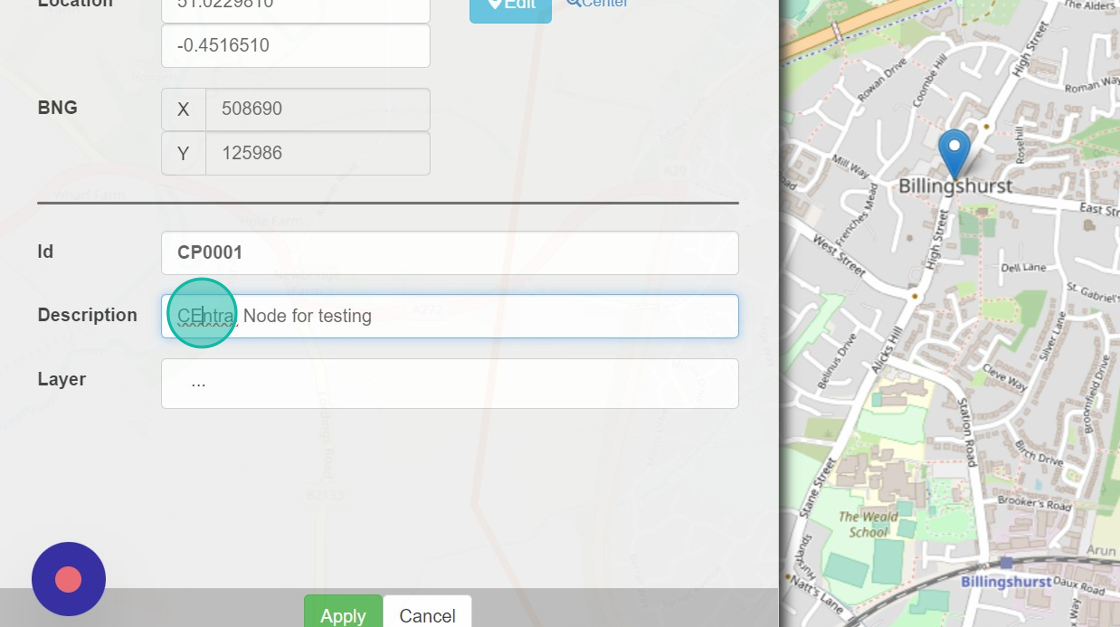 Location
51.0229810
Edit
Center
-0.4516510
BNG
X
508690
Y
125986
Id
CP0001
Description
CEntral Node for testing
Layer
...
Apply
Cancel
The Alders
High Street
Rowan Drive
Coombe Hill
Roman Way
Rosehill
Mill Way
Billingshurst
East St
Frenches Mead
West Street
High Street
Dell Lane
St. Gabriel's
Silver Lane
Belinus Drive
Alicks Hill
Cleve Way
Broomfield Drive
Station Road
Birch Drive
Stane Street
Brooker's Road
The Weald
School
Arun
Billingshurst
Daux Road
Natt's Lane